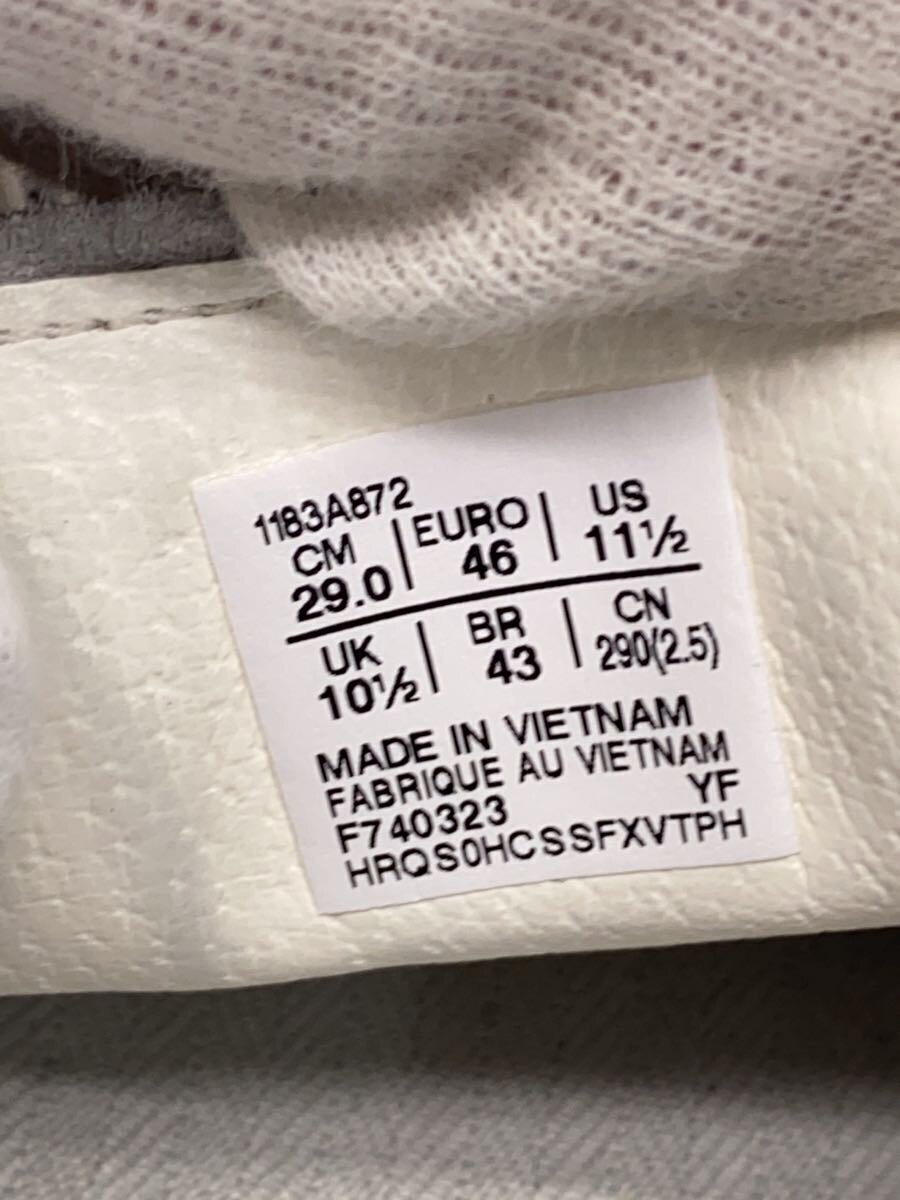 1183A872
CM | EURO | US
29.0 | 46 | 11½
UK | BR | CN
10½ | 43 | 290(2.5)
MADE IN VIETNAM
FABRIQUE AU VIETNAM
F740323 YF
HRQS0HCSSFXVTPH